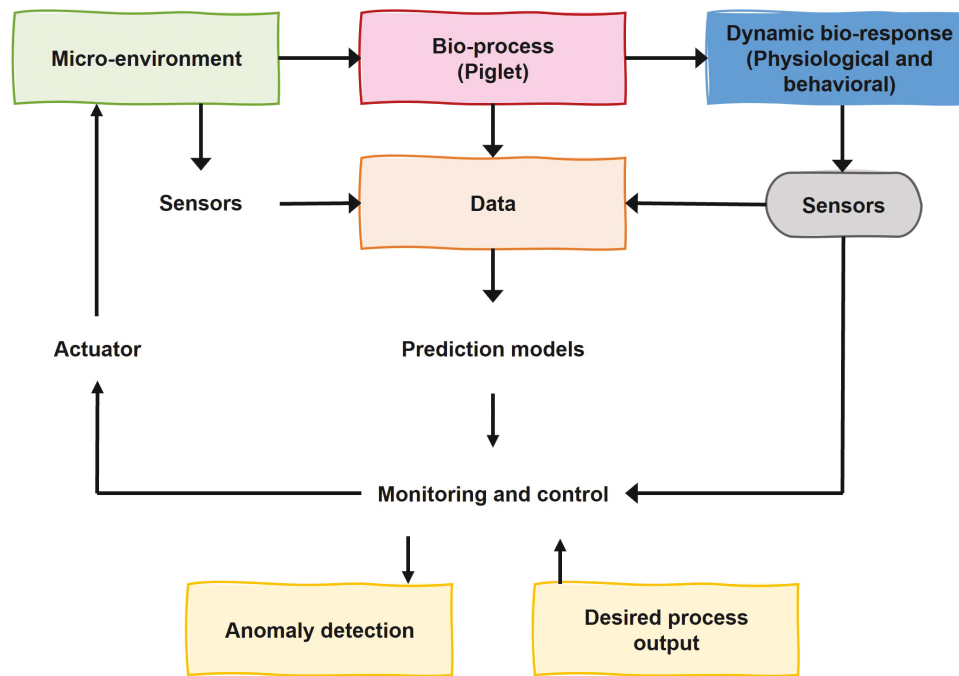 Micro-environment
Bio-process
(Piglet)
Dynamic bio-response
(Physiological and
behavioral)
Sensors
Data
Sensors
Actuator
Prediction models
Monitoring and control
Anomaly detection
Desired process
output